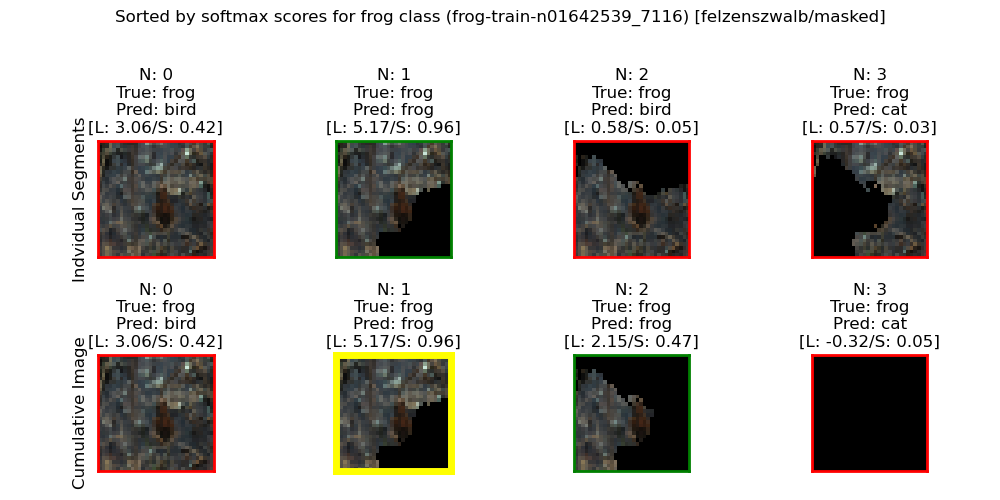 Sorted by softmax scores for frog class (frog-train-n01642539_7116) [felzenszwalb/masked]
Indvidual Segments
N: 0
True: frog
Pred: bird
[L: 3.06/S: 0.42]
N: 1
True: frog
Pred: frog
[L: 5.17/S: 0.96]
N: 2
True: frog
Pred: bird
[L: 0.58/S: 0.05]
N: 3
True: frog
Pred: cat
[L: 0.57/S: 0.03]
Cumulative Image
N: 0
True: frog
Pred: bird
[L: 3.06/S: 0.42]
N: 1
True: frog
Pred: frog
[L: 5.17/S: 0.96]
N: 2
True: frog
Pred: frog
[L: 2.15/S: 0.47]
N: 3
True: frog
Pred: cat
[L: -0.32/S: 0.05]